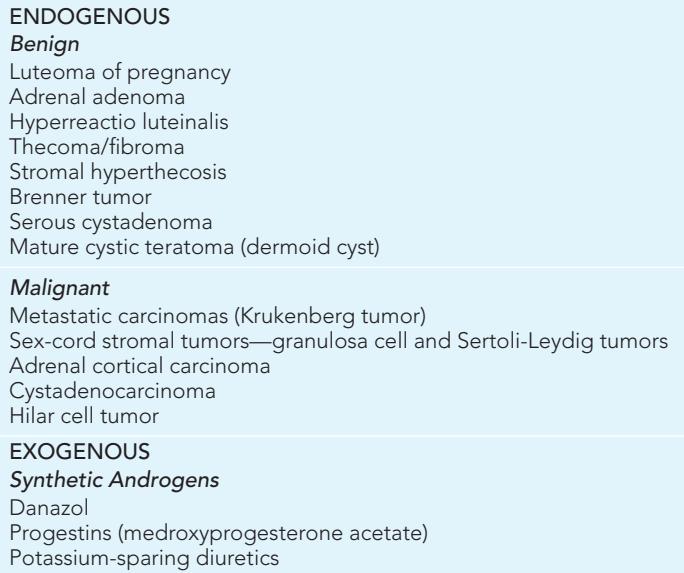 ENDOGENOUS
Benign
Luteoma of pregnancy
Adrenal adenoma
Hyperreactio luteinalis
Thecoma/fibroma
Stromal hyperthecosis
Brenner tumor
Serous cystadenoma
Mature cystic teratoma (dermoid cyst)
Malignant
Metastatic carcinomas (Krukenberg tumor)
Sex-cord stromal tumors—granulosa cell and Sertoli-Leydig tumors
Adrenal cortical carcinoma
Cystadenocarcinoma
Hilar cell tumor
EXOGENOUS
Synthetic Androgens
Danazol
Progestins (medroxyprogesterone acetate)
Potassium-sparing diuretics